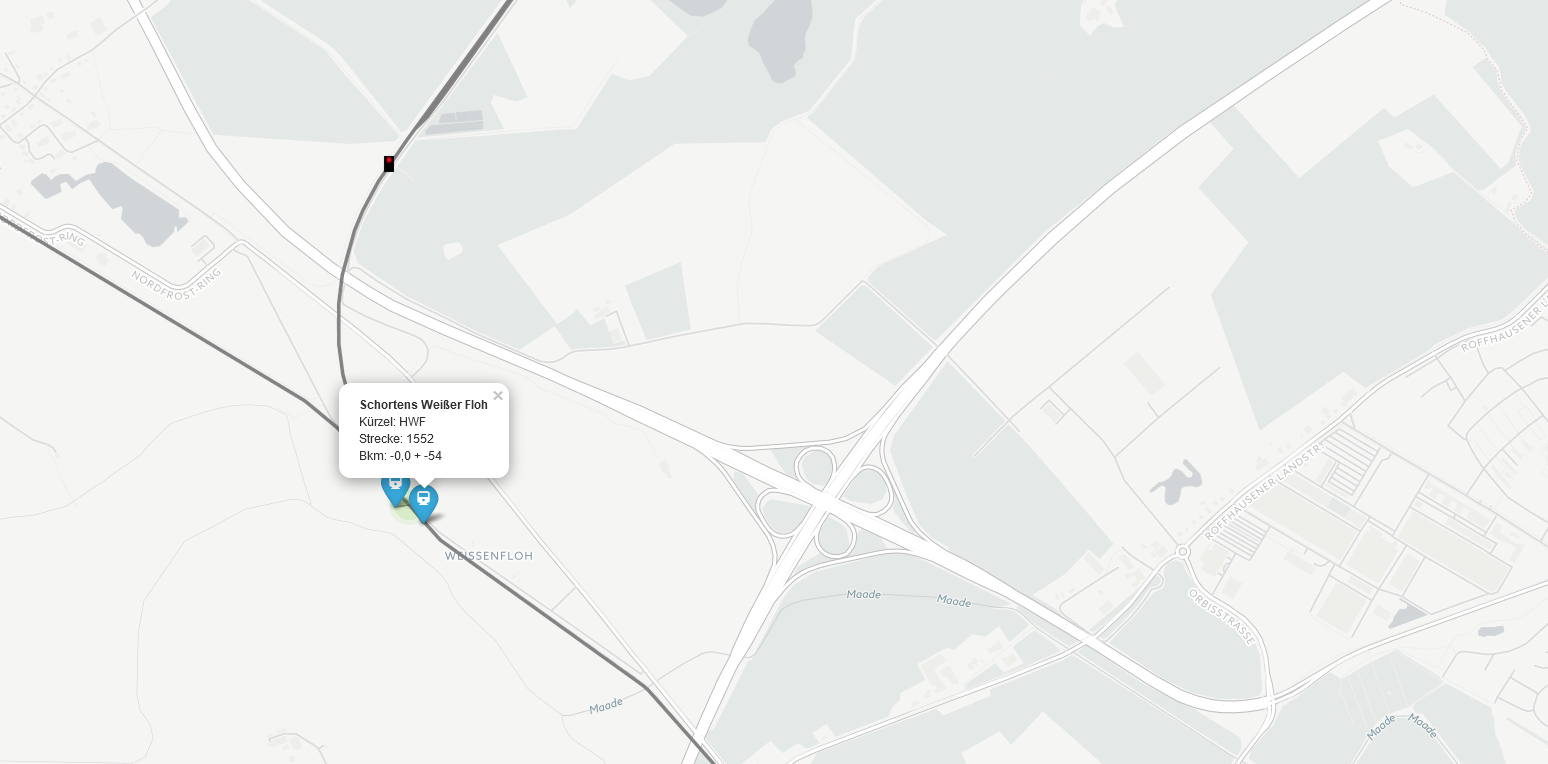 NORDFROST-RING
NORDFROST-RING
ROFFHAUSENER
Schortens Weißer Floh
×
Kürzel: HWF
Strecke: 1552
Bkm: -0,0 + -54
ROFFHAUSENER LANDSTR.
WEISSENFLOH
Maade
Maade
ORBISSTRASSE
Maade
Maade
Maade